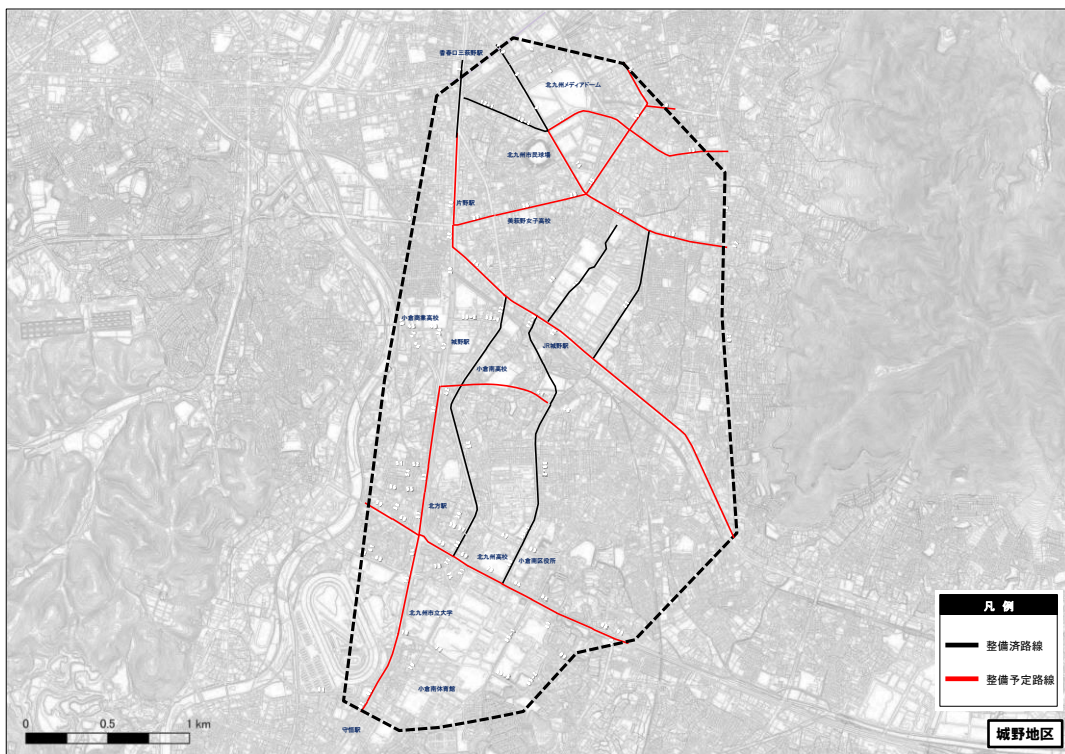 香春口三萩野駅
北九州メディアドーム
北九州市民球場
片野駅
美萩野女子高校
小倉商業高校
城野駅
JR城野駅
小倉南高校
北方駅
北九州高校
小倉南区役所
北九州市立大学
小倉南体育館
守恒駅
凡 例
整備済路線
整備予定路線
城野地区
0 0.5 1 km